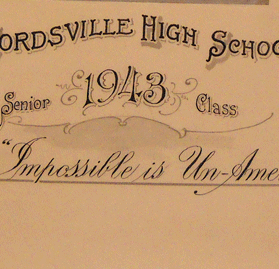 ORDSVILLE HIGH SCHOO
1943
Senior Class
"Impossible is Un-Ame